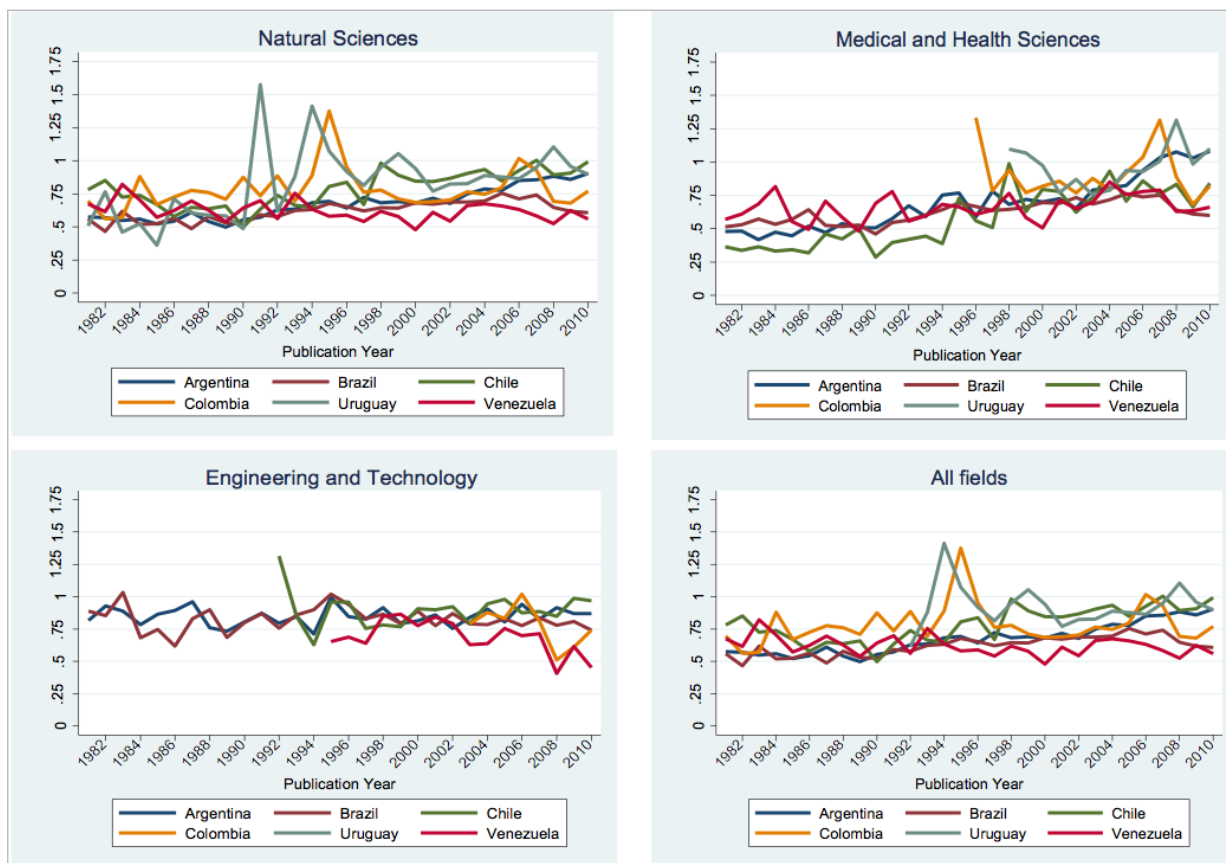 Natural Sciences
1.75
1.5
1.25
1
.75
.5
.25
0
1982 1984 1986 1988 1990 1992 1994 1996 1998 2000 2002 2004 2006 2008 2010
Publication Year
Argentina Brazil Chile
Colombia Uruguay Venezuela
Medical and Health Sciences
1.75
1.5
1.25
1
.75
.5
.25
0
1982 1984 1986 1988 1990 1992 1994 1996 1998 2000 2002 2004 2006 2008 2010
Publication Year
Argentina Brazil Chile
Colombia Uruguay Venezuela
Engineering and Technology
1.75
1.5
1.25
1
.75
.5
.25
0
1982 1984 1986 1988 1990 1992 1994 1996 1998 2000 2002 2004 2006 2008 2010
Publication Year
Argentina Brazil Chile
Colombia Uruguay Venezuela
All fields
1.75
1.5
1.25
1
.75
.5
.25
0
1982 1984 1986 1988 1990 1992 1994 1996 1998 2000 2002 2004 2006 2008 2010
Publication Year
Argentina Brazil Chile
Colombia Uruguay Venezuela